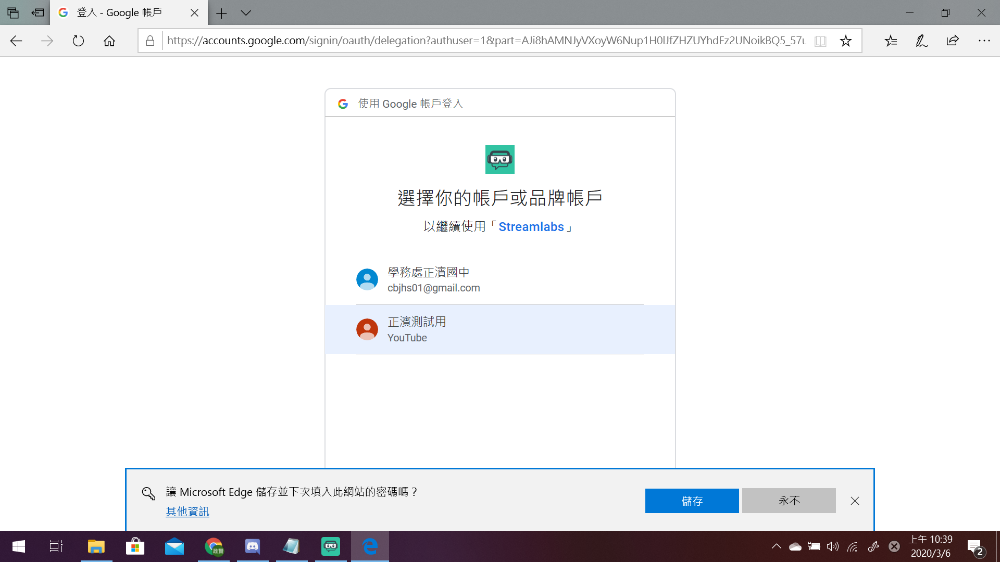 登入 - Google 帳戶
https://accounts.google.com/signin/oauth/delegation?authuser=1&part=AJi8hAMNJyVXoyW6Nup1H0lJfZHZUYhdFz2UNoikBQ5_57u
使用 Google 帳戶登入
選擇你的帳戶或品牌帳戶
以繼續使用「Streamlabs」
學務處正濱國中
cbjhs01@gmail.com
正濱測試用
YouTube
讓 Microsoft Edge 儲存並下次填入此網站的密碼嗎？
其他資訊
儲存
永不
政賢
上午 10:39
2020/3/6
2